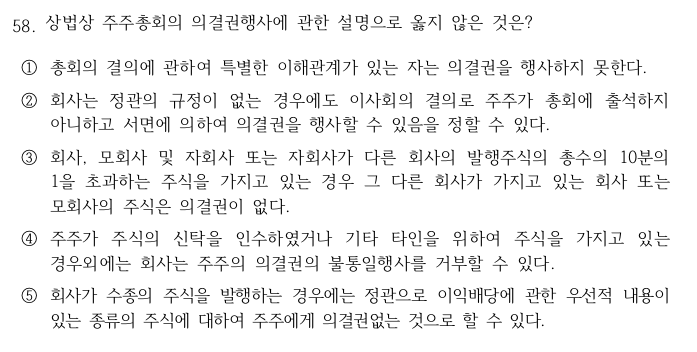 58. 상법상 주주총회의 의결권행사에 관한 설명으로 옳지 않은 것은?
① 총회의 결의에 관하여 특별한 이해관계가 있는 자는 의결권을 행사하지 못한다.
② 회사는 정관의 규정이 없는 경우에도 이사회의 결의로 주주가 총회에 출석하지
아니하고 서면에 의하여 의결권을 행사할 수 있음을 정할 수 있다.
③ 회사, 모회사 및 자회사 또는 자회사가 다른 회사의 발행주식의 총수의 10분의
1을 초과하는 주식을 가지고 있는 경우 그 다른 회사가 가지고 있는 회사 또는
모회사의 주식은 의결권이 없다.
④ 주주가 주식의 신탁을 인수하였거나 기타 타인을 위하여 주식을 가지고 있는
경우외에는 회사는 주주의 의결권의 불통일행사를 거부할 수 있다.
⑤ 회사가 수종의 주식을 발행하는 경우에는 정관으로 이익배당에 관한 우선적 내용이
있는 종류의 주식에 대하여 주주에게 의결권없는 것으로 할 수 있다.